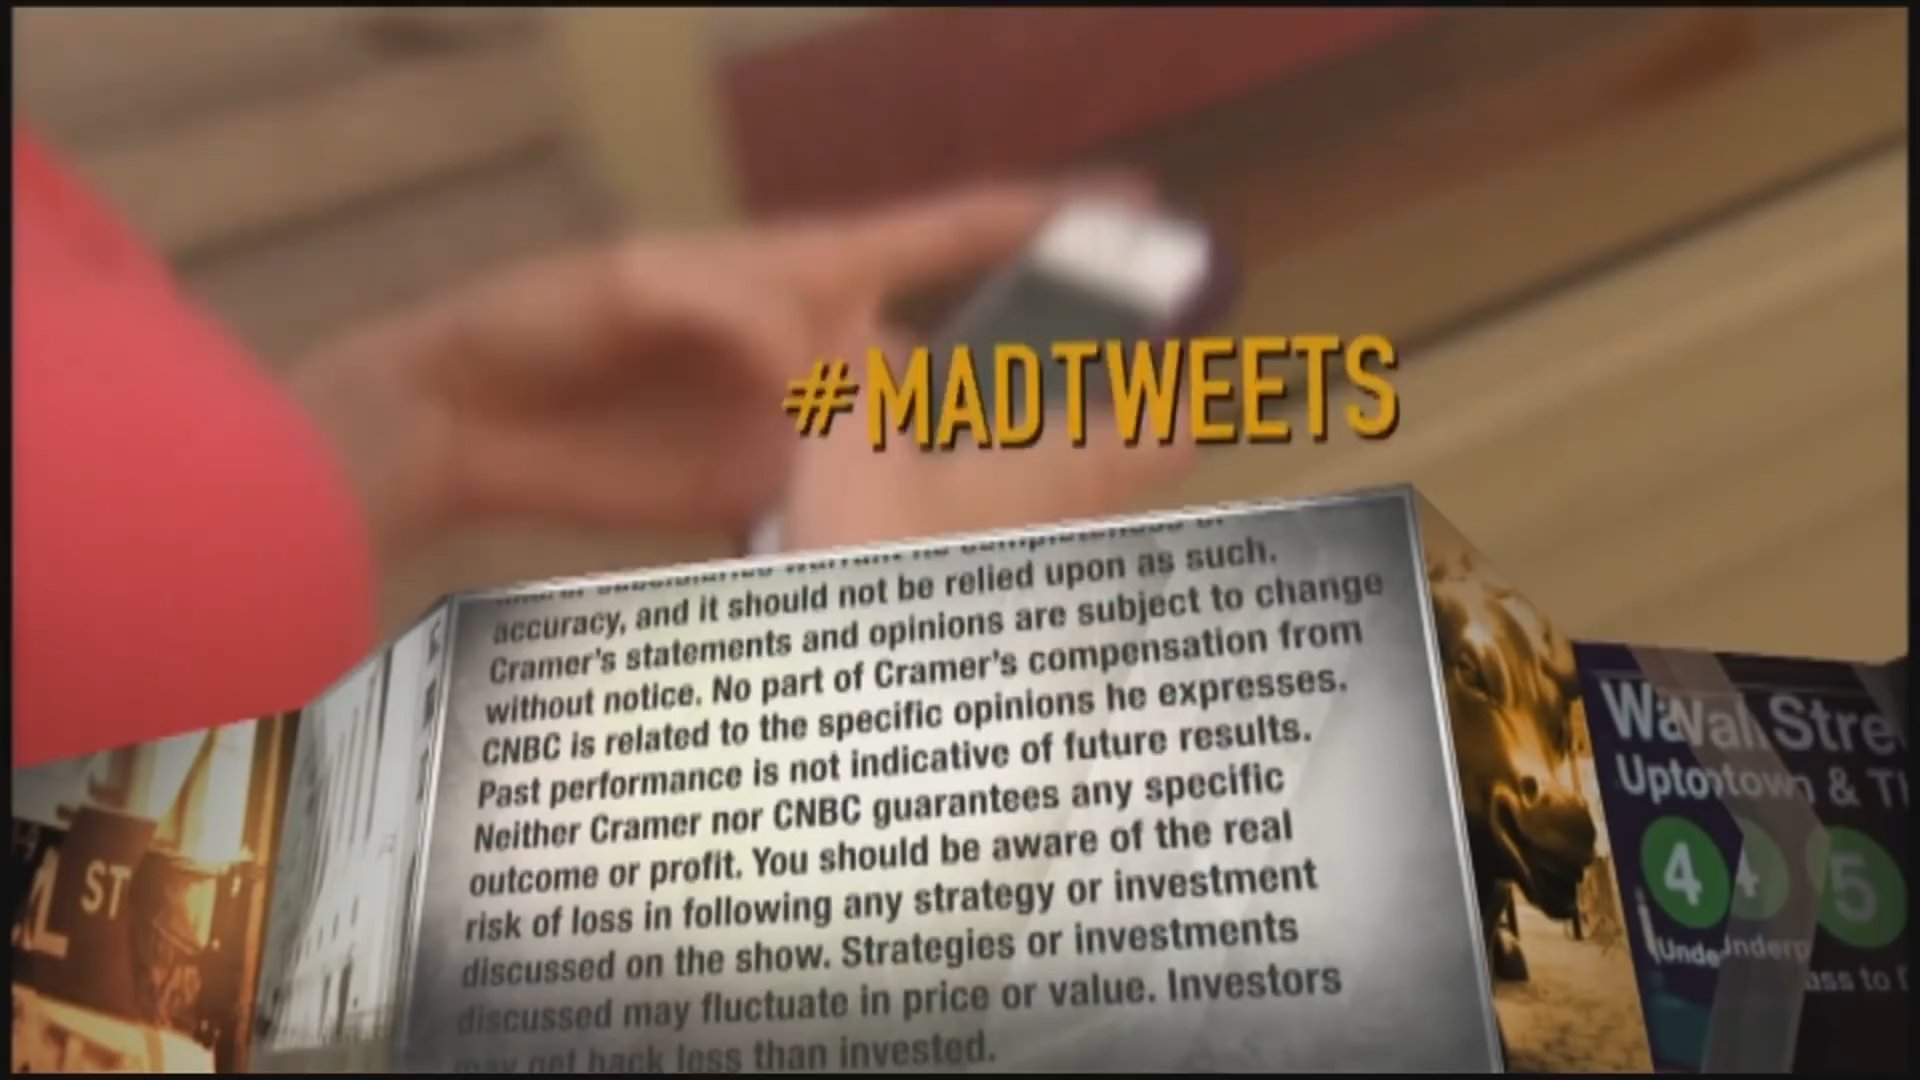 #MADTWEETS
accuracy, and it should not be relied upon as such.
Cramer's statements and opinions are subject to change
without notice. No part of Cramer's compensation from
CNBC is related to the specific opinions he expresses.
Past performance is not indicative of future results.
Neither Cramer nor CNBC guarantees any specific
outcome or profit. You should be aware of the real
risk of loss in following any strategy or investment
discussed on the show. Strategies or investments
discussed may fluctuate in price or value. Investors
may get back less than invested.
ST
Uptown &
4 4 5